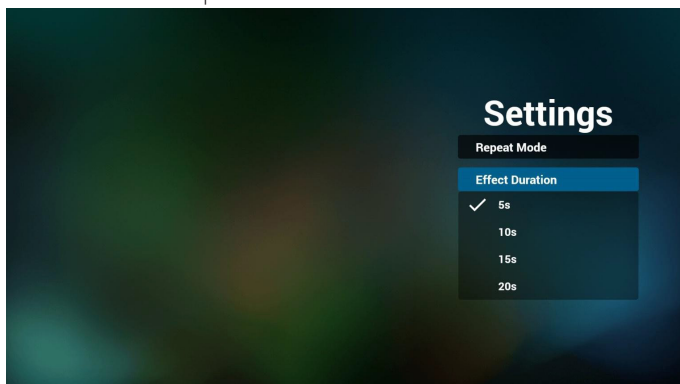 Settings
Repeat Mode
Effect Duration
5s
10s
15s
20s